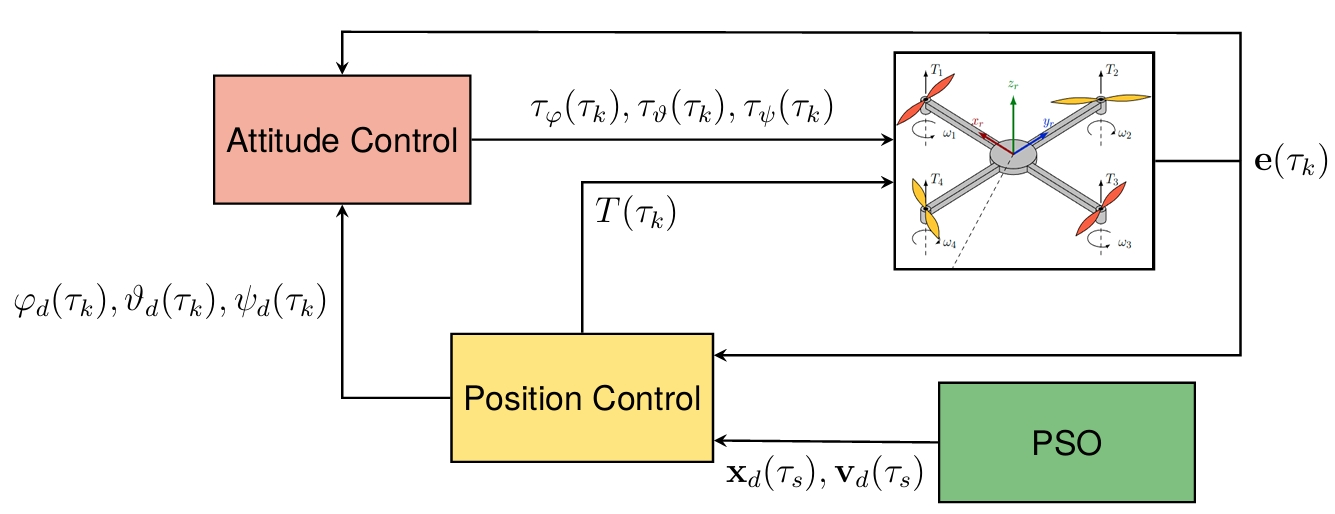 Attitude Control
τ_φ(τ_k), τ_ϑ(τ_k), τ_ψ(τ_k)
T_1
T_2
z_r
x_r
y_r
ω_1
ω_2
e(τ_k)
T_4
T_3
ω_4
ω_3
T(τ_k)
φ_d(τ_k), ϑ_d(τ_k), ψ_d(τ_k)
Position Control
PSO
x_d(τ_s), v_d(τ_s)